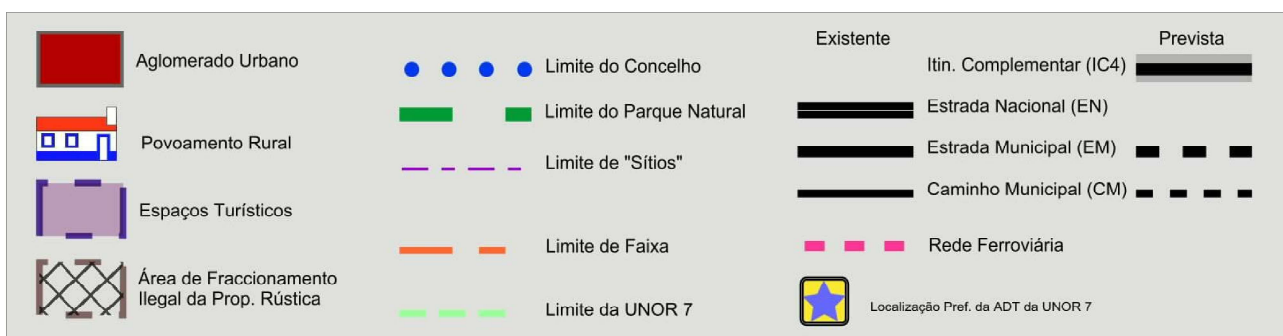 Aglomerado Urbano
Povoamento Rural
Espaços Turísticos
Área de Fraccionamento
Ilegal da Prop. Rústica
Limite do Concelho
Limite do Parque Natural
Limite de "Sítios"
Limite de Faixa
Limite da UNOR 7
Existente
Prevista
Itin. Complementar (IC4)
Estrada Nacional (EN)
Estrada Municipal (EM)
Caminho Municipal (CM)
Rede Ferroviária
Localização Pref. da ADT da UNOR 7